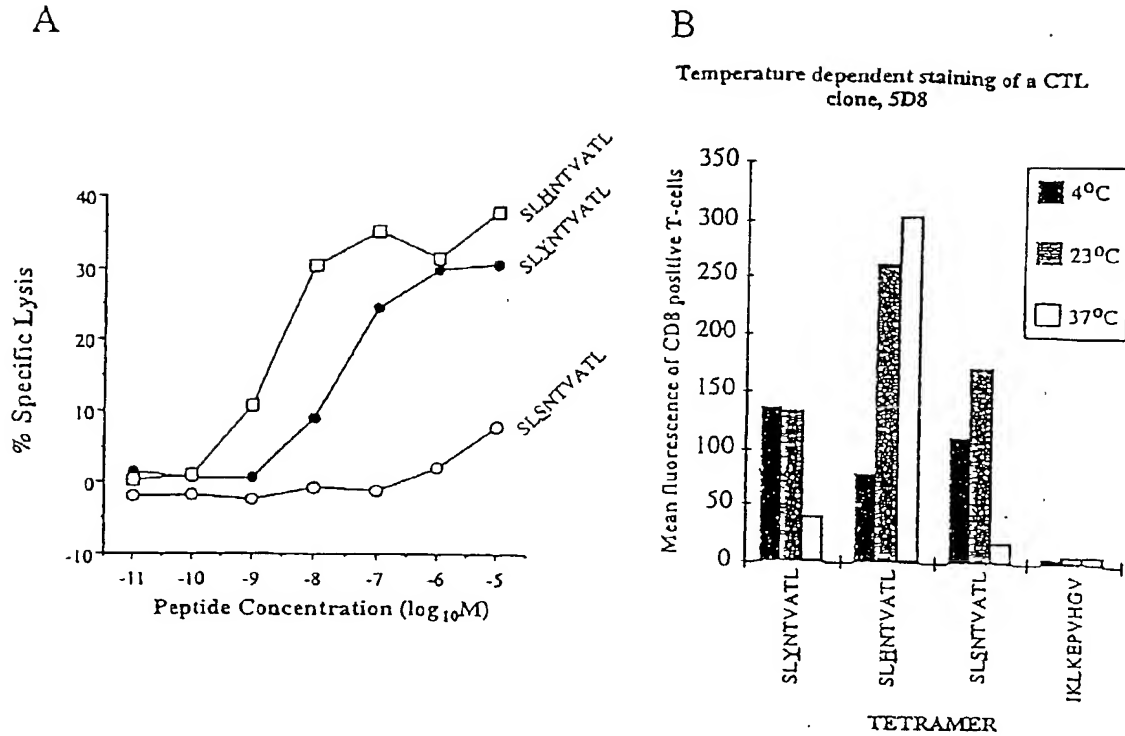 A
% Specific Lysis
40
30
20
10
0
-10
-11 -10 -9 -8 -7 -6 -5
Peptide Concentration (log10M)
SLHNTVATL
SLYNTVATL
SLSNTVATL
B
Temperature dependent staining of a CTL
clone, 5D8
Mean fluorescence of CD8 positive T-cells
350
300
250
200
150
100
50
0
4°C
23°C
37°C
SLYNTVATL
SLHNTVATL
SLSNTVATL
IKLKEPVHGV
TETRAMER